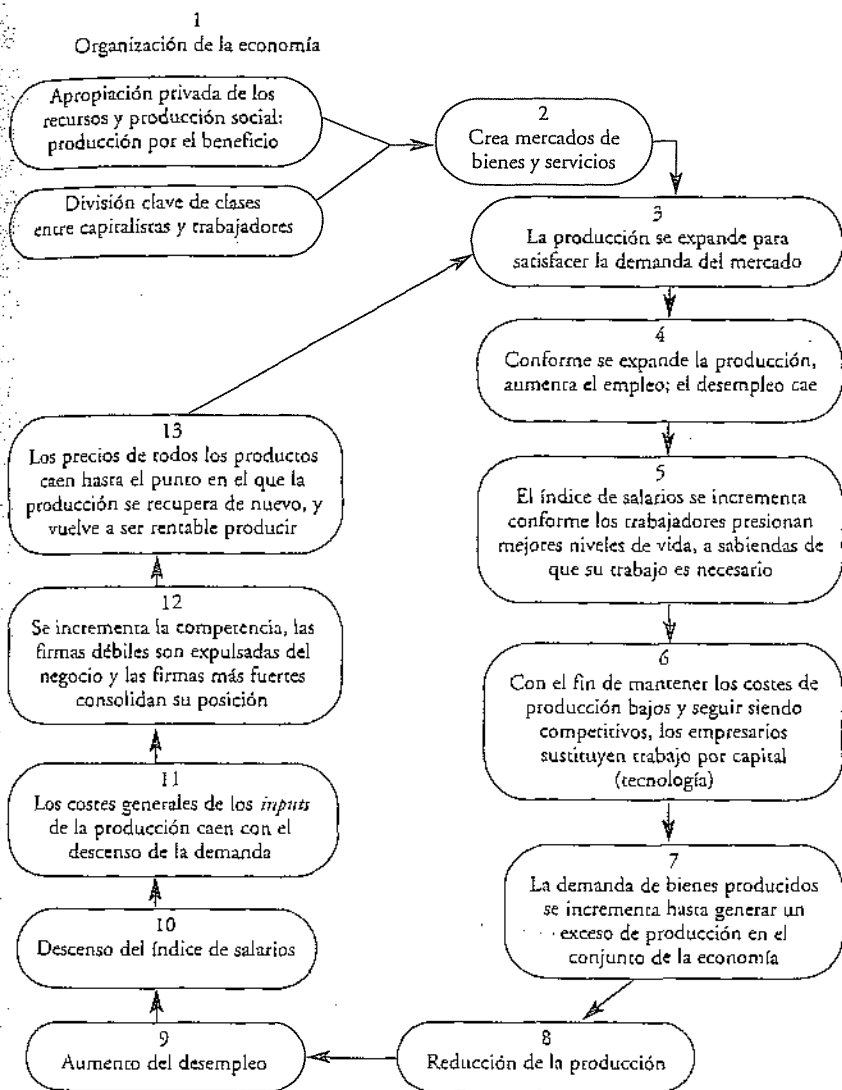 1
Organización de la economía
Apropiación privada de los
recursos y producción social:
producción por el beneficio
División clave de clases
entre capitalistas y trabajadores
2
Crea mercados de
bienes y servicios
3
La producción se expande para
satisfacer la demanda del mercado
4
Conforme se expande la producción,
aumenta el empleo; el desempleo cae
5
El índice de salarios se incrementa
conforme los trabajadores presionan
mejores niveles de vida, a sabiendas de
que su trabajo es necesario
6
Con el fin de mantener los costes de
producción bajos y seguir siendo
competitivos, los empresarios
sustituyen trabajo por capital
(tecnología)
7
La demanda de bienes producidos
se incrementa hasta generar un
exceso de producción en el
conjunto de la economía
8
Reducción de la producción
9
Aumento del desempleo
10
Descenso del índice de salarios
11
Los costes generales de los inputs
de la producción caen con el
descenso de la demanda
12
Se incrementa la competencia, las
firmas débiles son expulsadas del
negocio y las firmas más fuertes
consolidan su posición
13
Los precios de todos los productos
caen hasta el punto en el que la
producción se recupera de nuevo, y
vuelve a ser rentable producir